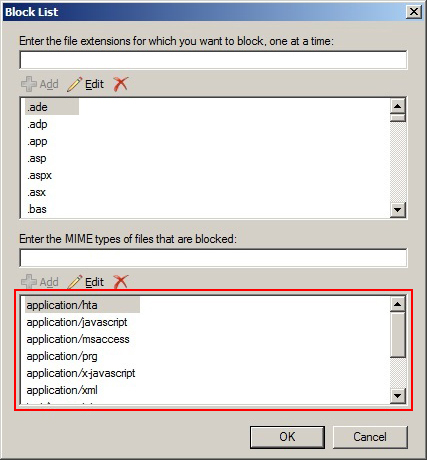 Block List
Enter the file extensions for which you want to block, one at a time:
Add Edit
.ade
.adp
.app
.asp
.aspx
.asx
.bas
Enter the MIME types of files that are blocked:
Add Edit
application/hta
application/javascript
application/msaccess
application/prg
application/x-javascript
application/xml
OK Cancel